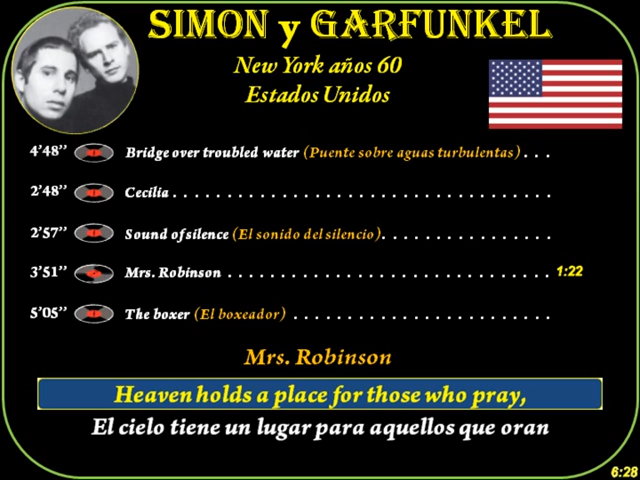 SIMON y GARFUNKEL
New York años 60
Estados Unidos
4’48’’ Bridge over troubled water (Puente sobre aguas turbulentas) . . .
2’48’’ Cecilia . . . . . . . . . . . . . . . . . . . . . . . . . . . . . . . . . . .
2’57’’ Sound of silence (El sonido del silencio). . . . . . . . . . . . . . . .
3’51’’ Mrs. Robinson . . . . . . . . . . . . . . . . . . . . . . . . . . . . . . 1:22
5’05’’ The boxer (El boxeador) . . . . . . . . . . . . . . . . . . . . . . . .
Mrs. Robinson
Heaven holds a place for those who pray,
El cielo tiene un lugar para aquellos que oran
6:28